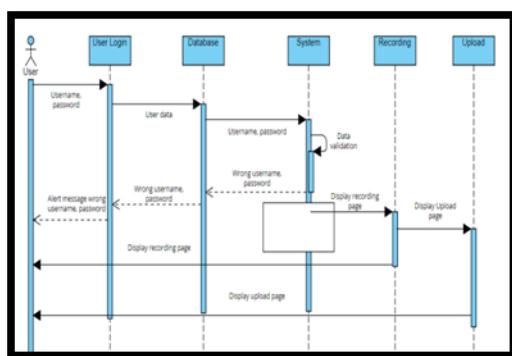 User Login
Database
System
Recording
Upload
User
Username,
password
User data
Username, password
Data
validation
Wrong username,
password
Wrong username,
password
Alert message wrong
username, password
Display recording
page
Display Upload
page
Display recording page
Display upload page